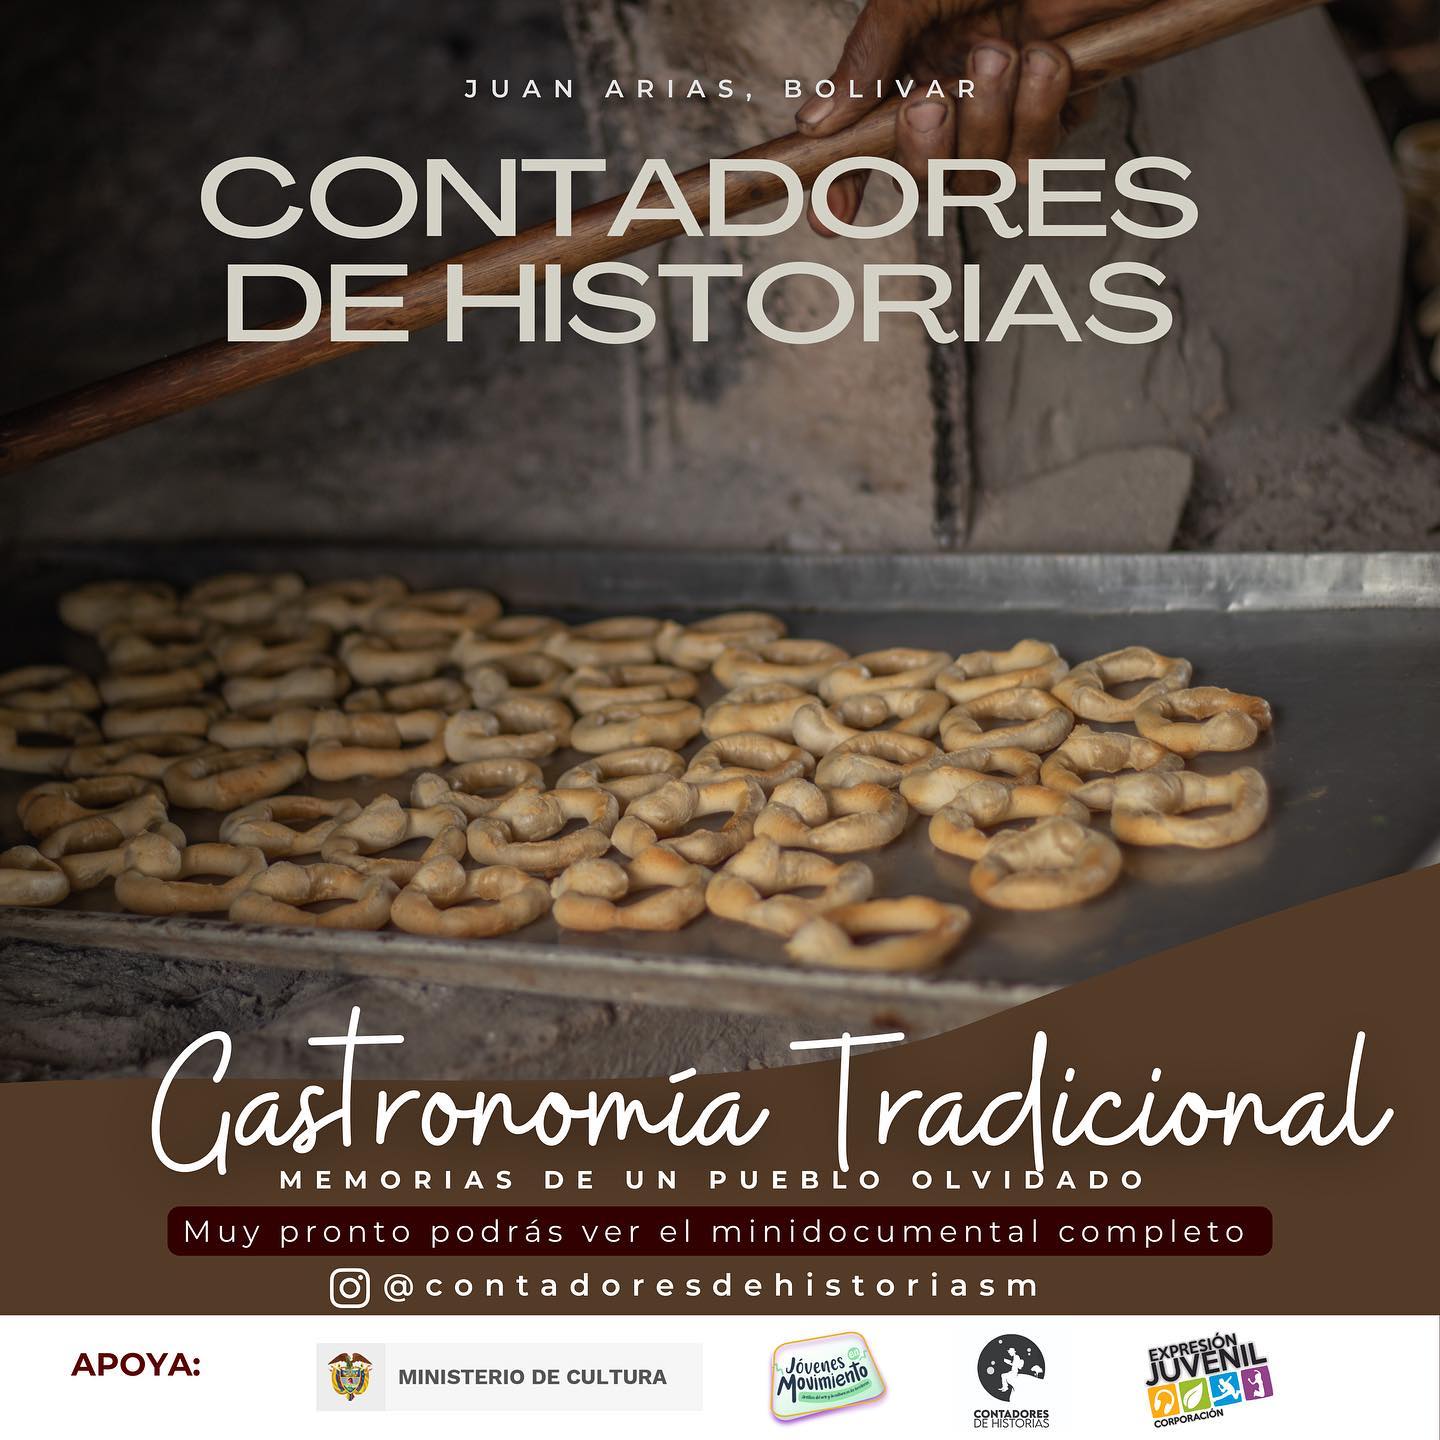 JUAN ARIAS, BOLIVAR
CONTADORES
DE HISTORIAS
Gastronomía Tradicional
MEMORIAS DE UN PUEBLO OLVIDADO
Muy pronto podrás ver el minidocumental completo
@contadoresdehistoriasm
APOYA:
MINISTERIO DE CULTURA
Jóvenes en
Movimiento
CONTADORES
DE HISTORIAS
EXPRESIÓN
JUVENIL
CORPORACIÓN